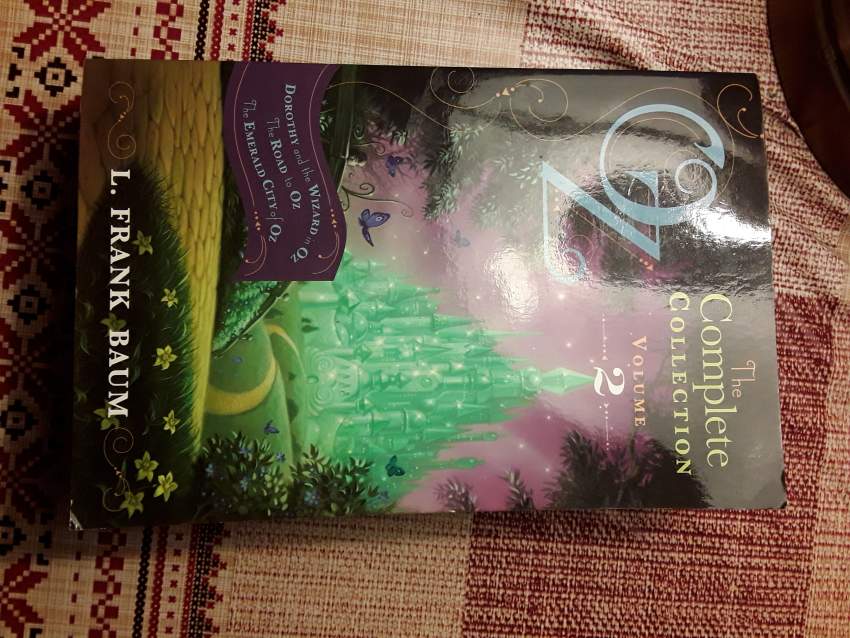 OZ
The
Complete
COLLECTION
VOLUME
2
DOROTHY and the WIZARD in OZ
The ROAD to OZ
The EMERALD CITY of OZ
L. FRANK BAUM